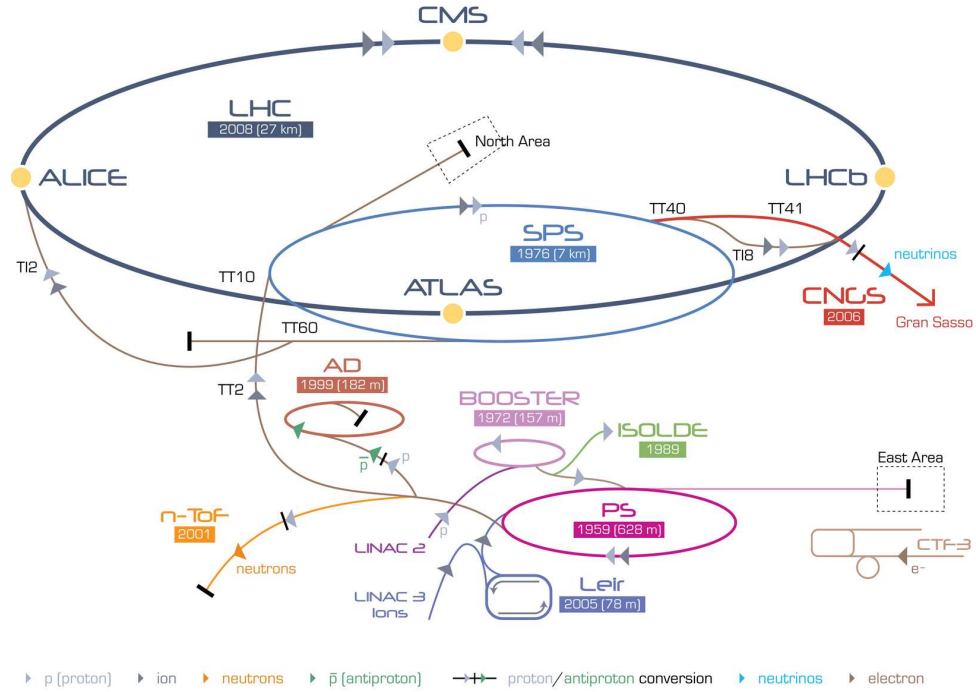 CMS
LHC
2008 (27 km)
North Area
ALICE
LHCb
TT40
TT41
SPS
1976 (7 km)
TI8
neutrinos
TI2
TT10
ATLAS
CNGS
2006
Gran Sasso
p
TT60
AD
1999 (182 m)
TT2
BOOSTER
1972 (157 m)
ISOLDE
1989
p̅
p
East Area
n-ToF
2001
p
PS
1959 (628 m)
LINAC 2
neutrons
CTF-3
e⁻
LINAC 3
Ions
Leir
2005 (78 m)
p (proton)
ion
neutrons
p̅ (antiproton)
proton/antiproton conversion
neutrinos
electron